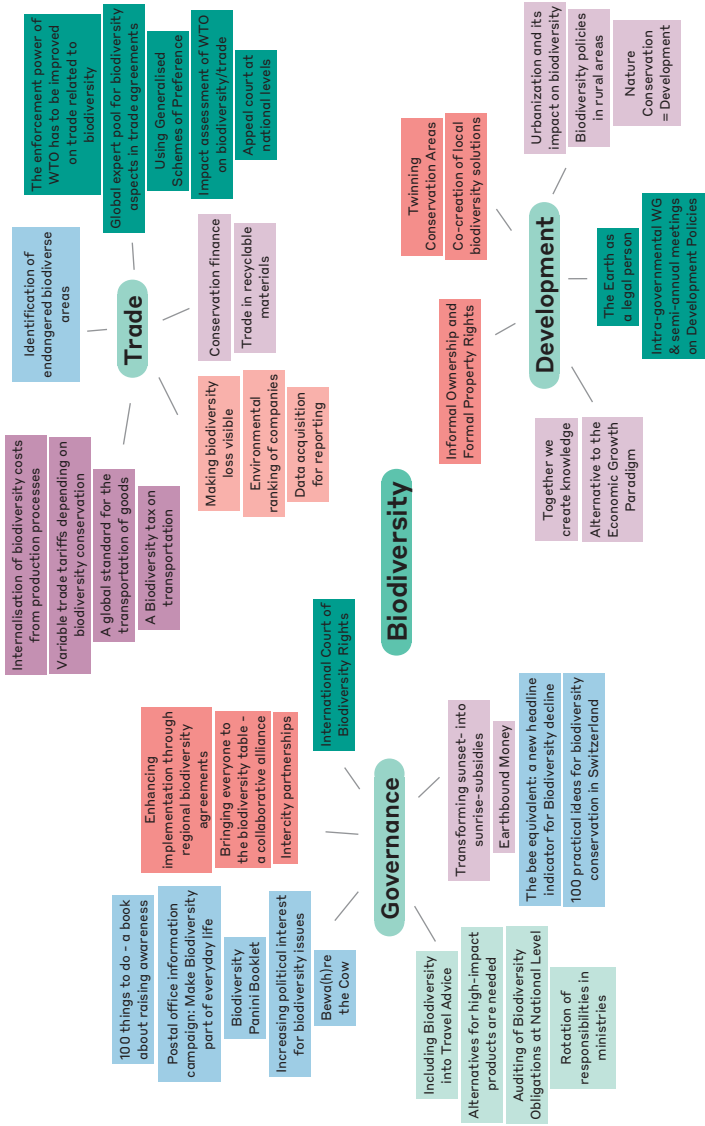 100 things to do – a book
about raising awareness
Postal office information
campaign: Make Biodiversity
part of everyday life
Biodiversity
Panini Booklet
Increasing political interest
for biodiversity issues
Bewa(h)re
the Cow
Enhancing
implementation through
regional biodiversity
agreements
Bringing everyone to
the biodiversity table –
a collaborative alliance
Intercity partnerships
International Court of
Biodiversity Rights
Governance
Including Biodiversity
into Travel Advice
Alternatives for high-impact
products are needed
Auditing of Biodiversity
Obligations at National Level
Rotation of
responsibilities in
ministries
Transforming sunset- into
sunrise-subsidies
Earthbound Money
The bee equivalent: a new headline
indicator for Biodiversity decline
100 practical ideas for biodiversity
conservation in Switzerland
Biodiversity
Internalisation of biodiversity costs
from production processes
Variable trade tariffs depending on
biodiversity conservation
A global standard for the
transportation of goods
A Biodiversity tax on
transportation
Identification of
endangered biodiverse
areas
The enforcement power of
WTO has to be improved
on trade related to
biodiversity
Global expert pool for biodiversity
aspects in trade agreements
Using Generalised
Schemes of Preference
Impact assessment of WTO
on biodiversity/trade
Appeal court at
national levels
Trade
Making biodiversity
loss visible
Environmental
ranking of companies
Data acquisition
for reporting
Conservation finance
Trade in recyclable
materials
Informal Ownership and
Formal Property Rights
Twinning
Conservation Areas
Co-creation of local
biodiversity solutions
Development
Together we
create knowledge
Alternative to the
Economic Growth
Paradigm
The Earth as
a legal person
Intra-governmental WG
& semi-annual meetings
on Development Policies
Urbanization and its
impact on biodiversity
Biodiversity policies
in rural areas
Nature
Conservation
= Development